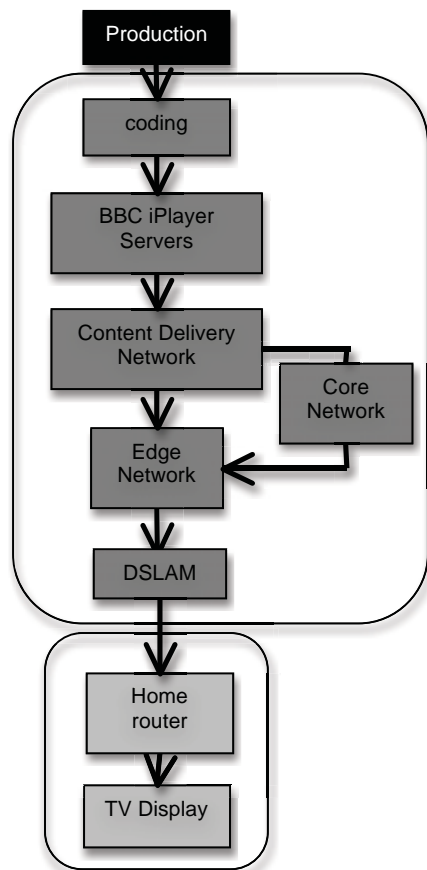 Production
coding
BBC iPlayer
Servers
Content Delivery
Network
Core
Network
Edge
Network
DSLAM
Home
router
TV Display